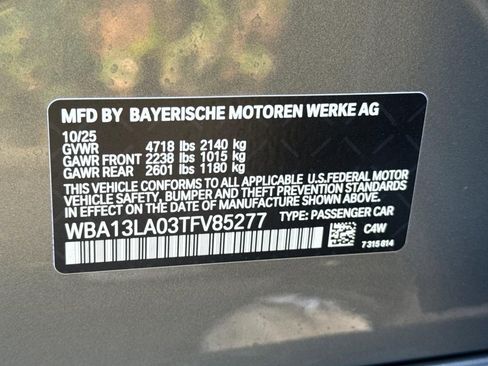 MFD BY BAYERISCHE MOTOREN WERKE AG
10/25
GVWR 4718 lbs 2140 kg
GAWR FRONT 2238 lbs 1015 kg
GAWR REAR 2601 lbs 1180 kg
THIS VEHICLE CONFORMS TO ALL APPLICABLE U.S.FEDERAL MOTOR
VEHICLE SAFETY, BUMPER, AND THEFT PREVENTION STANDARDS
IN EFFECT ON THE DATE OF MANUFACTURE SHOWN ABOVE.
WBA13LA03TFV85277 TYPE: PASSENGER CAR
C4W
7 315 614